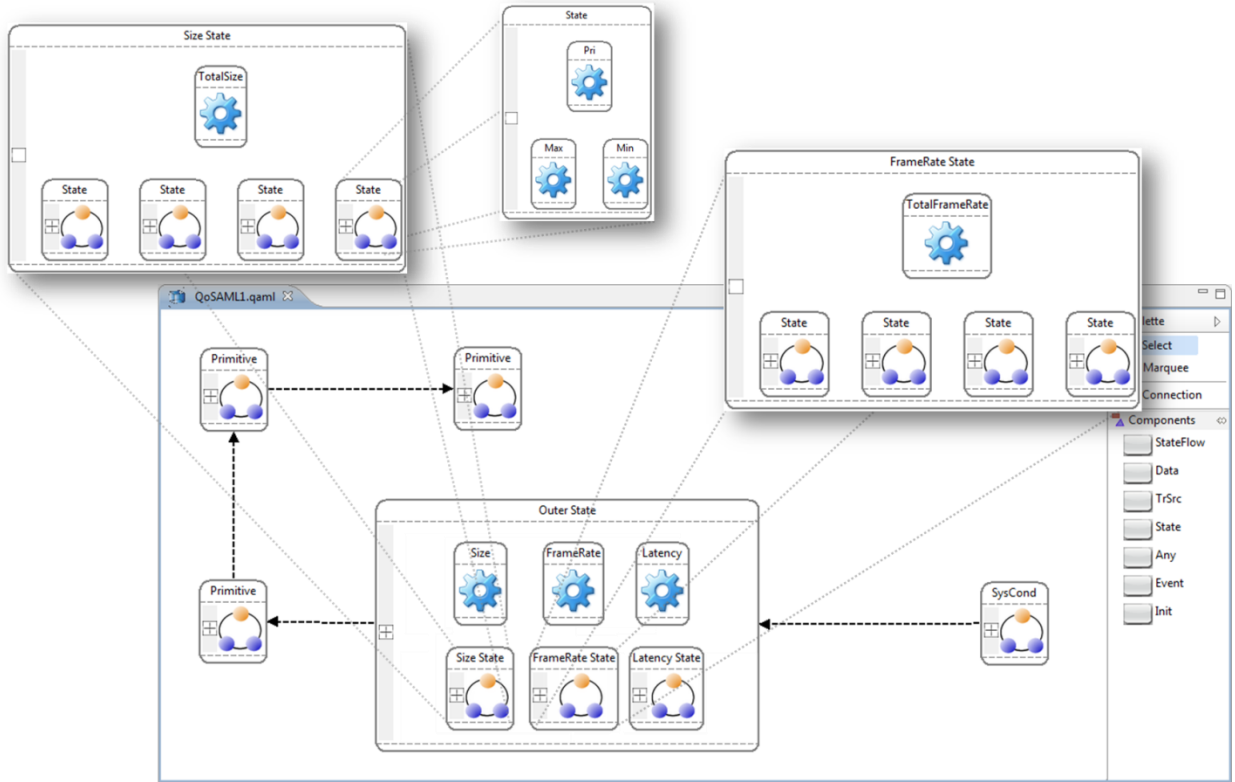 Size State
TotalSize
State
State
State
State
State
Pri
Max
Min
FrameRate State
TotalFrameRate
State
State
State
State
QoSAML1.qaml
lette
Select
Marquee
Connection
Components
StateFlow
Data
TrSrc
State
Any
Event
Init
Primitive
Primitive
Primitive
Outer State
Size
FrameRate
Latency
Size State
FrameRate State
Latency State
SysCond